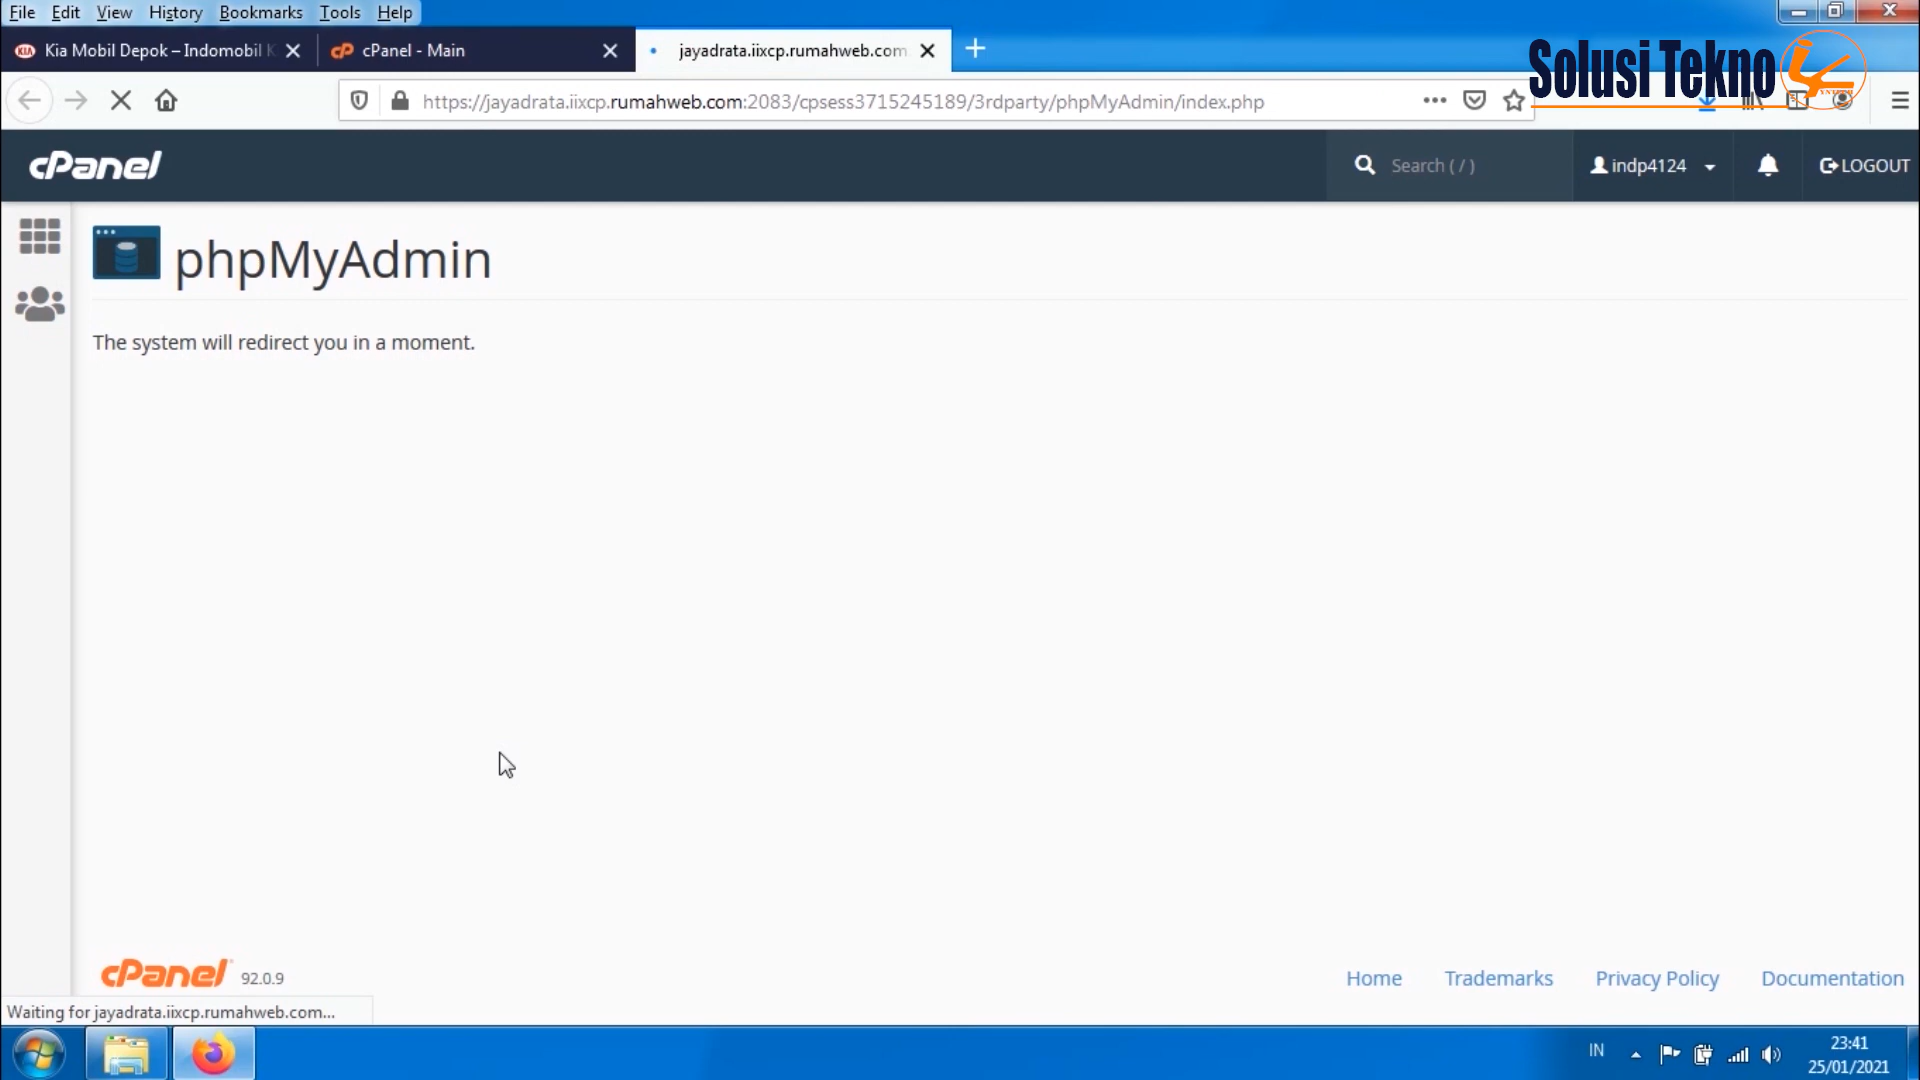 File Edit View History Bookmarks Tools Help
Kia Mobil Depok – Indomobil K
cPanel - Main
jayadrata.iixcp.rumahweb.com
Solusi Tekno
https://jayadrata.iixcp.rumahweb.com:2083/cpsess3715245189/3rdparty/phpMyAdmin/index.php
cPanel
Search ( / )
indp4124
LOGOUT
phpMyAdmin
The system will redirect you in a moment.
cPanel 92.0.9
Home Trademarks Privacy Policy Documentation
Waiting for jayadrata.iixcp.rumahweb.com...
IN
23:41
25/01/2021